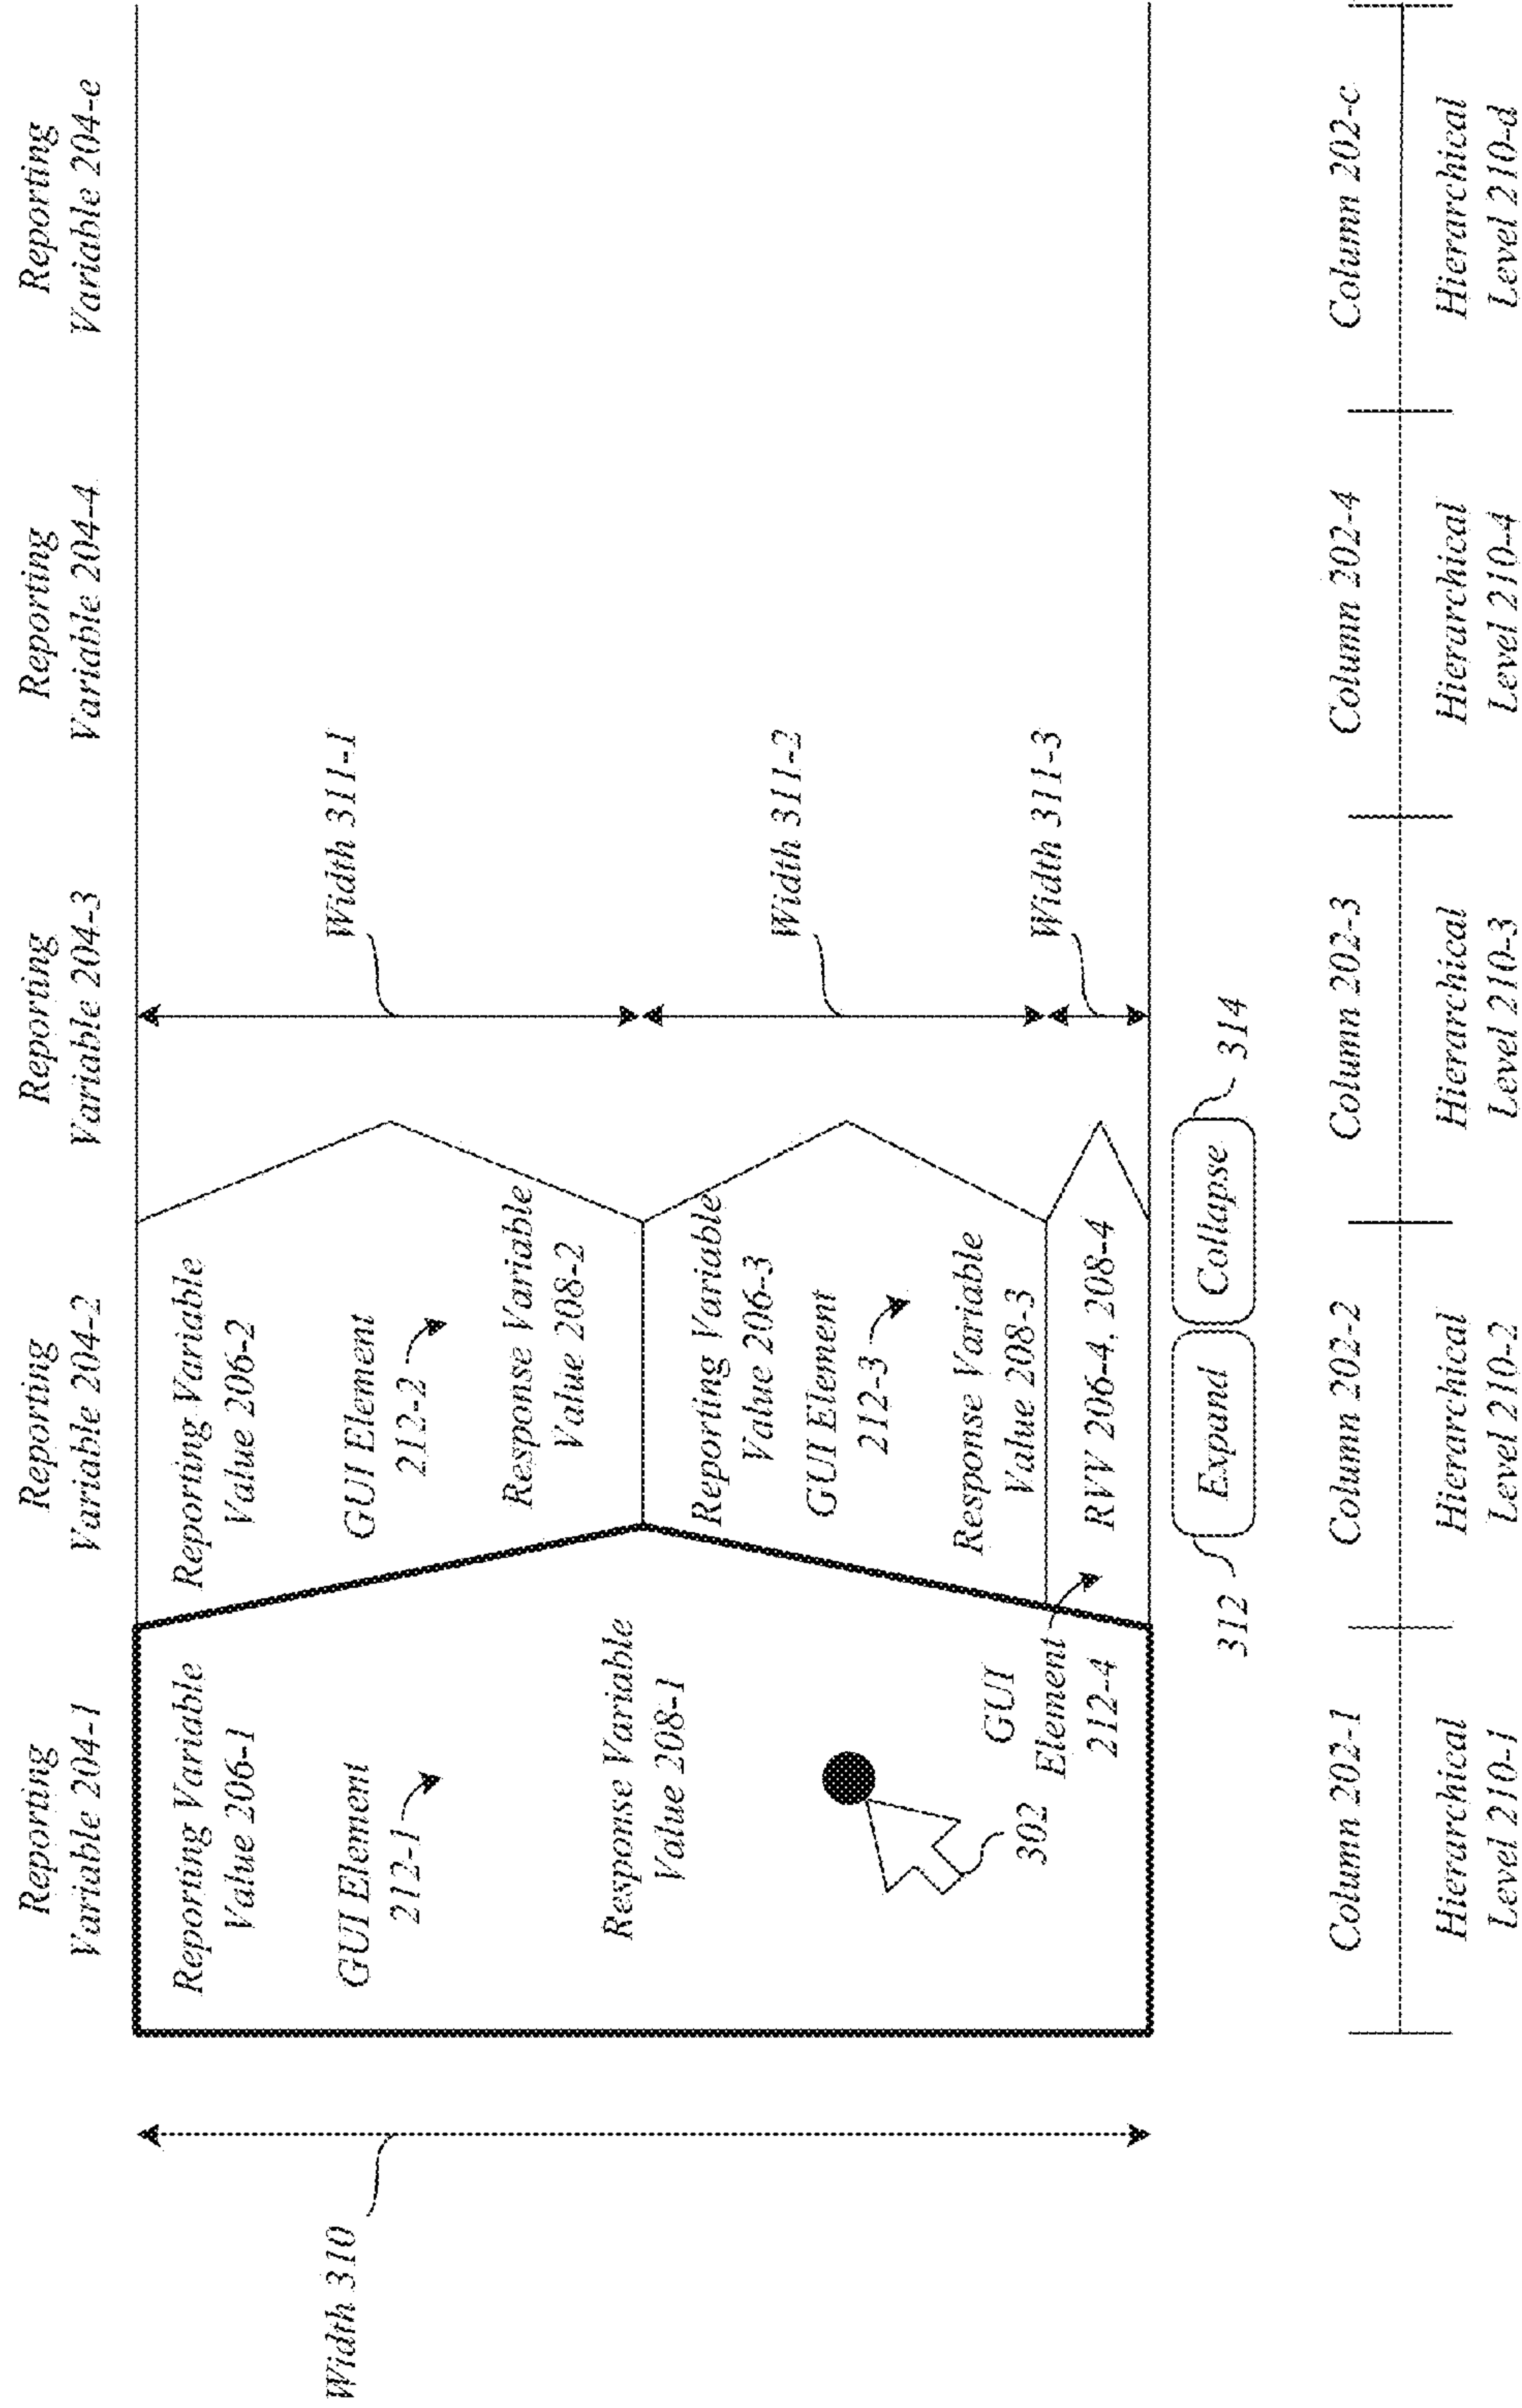 Reporting
Variable 204-1
Reporting
Variable 204-2
Reporting
Variable 204-3
Reporting
Variable 204-4
Reporting
Variable 204-e
Width 310
Reporting Variable
Value 206-1
GUI Element
212-1
Response Variable
Value 208-1
302
GUI
Element
212-4
Reporting Variable
Value 206-2
GUI Element
212-2
Response Variable
Value 208-2
Reporting Variable
Value 206-3
GUI Element
212-3
Response Variable
Value 208-3
RVV 206-4, 208-4
Width 311-1
Width 311-2
Width 311-3
312
Expand
Collapse
314
Column 202-1
Column 202-2
Column 202-3
Column 202-4
Column 202-c
Hierarchical
Level 210-1
Hierarchical
Level 210-2
Hierarchical
Level 210-3
Hierarchical
Level 210-4
Hierarchical
Level 210-d